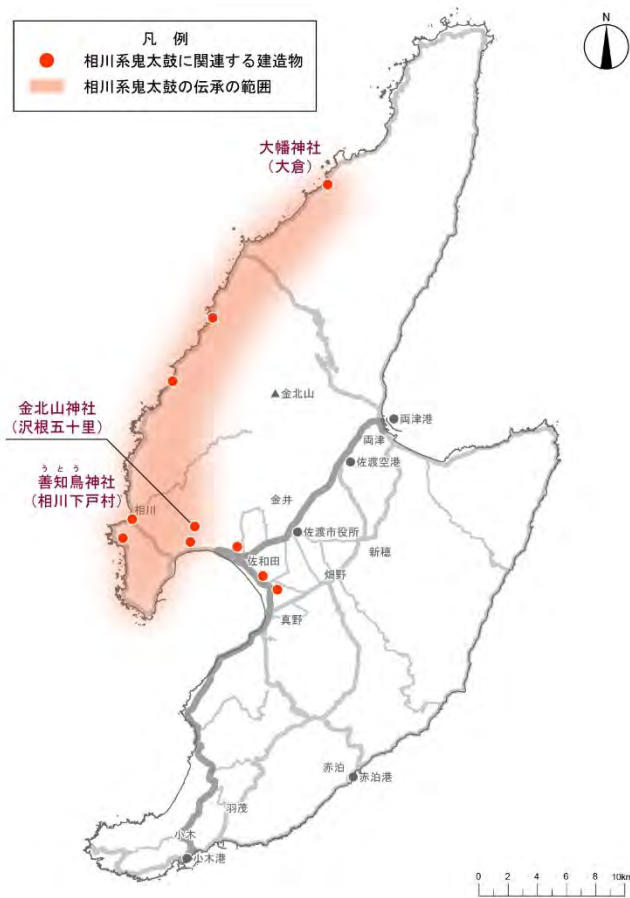 凡 例
相川系鬼太鼓に関連する建造物
相川系鬼太鼓の伝承の範囲
N
大幡神社
(大倉)
▲金北山
金北山神社
(沢根五十里)
うとう
善知鳥神社
(相川下戸村)
両津港
両津
佐渡空港
金井
相川
佐渡市役所
新穂
佐和田
畑野
真野
赤泊
赤泊港
羽茂
小木
小木港
0 2 4 6 8 10km